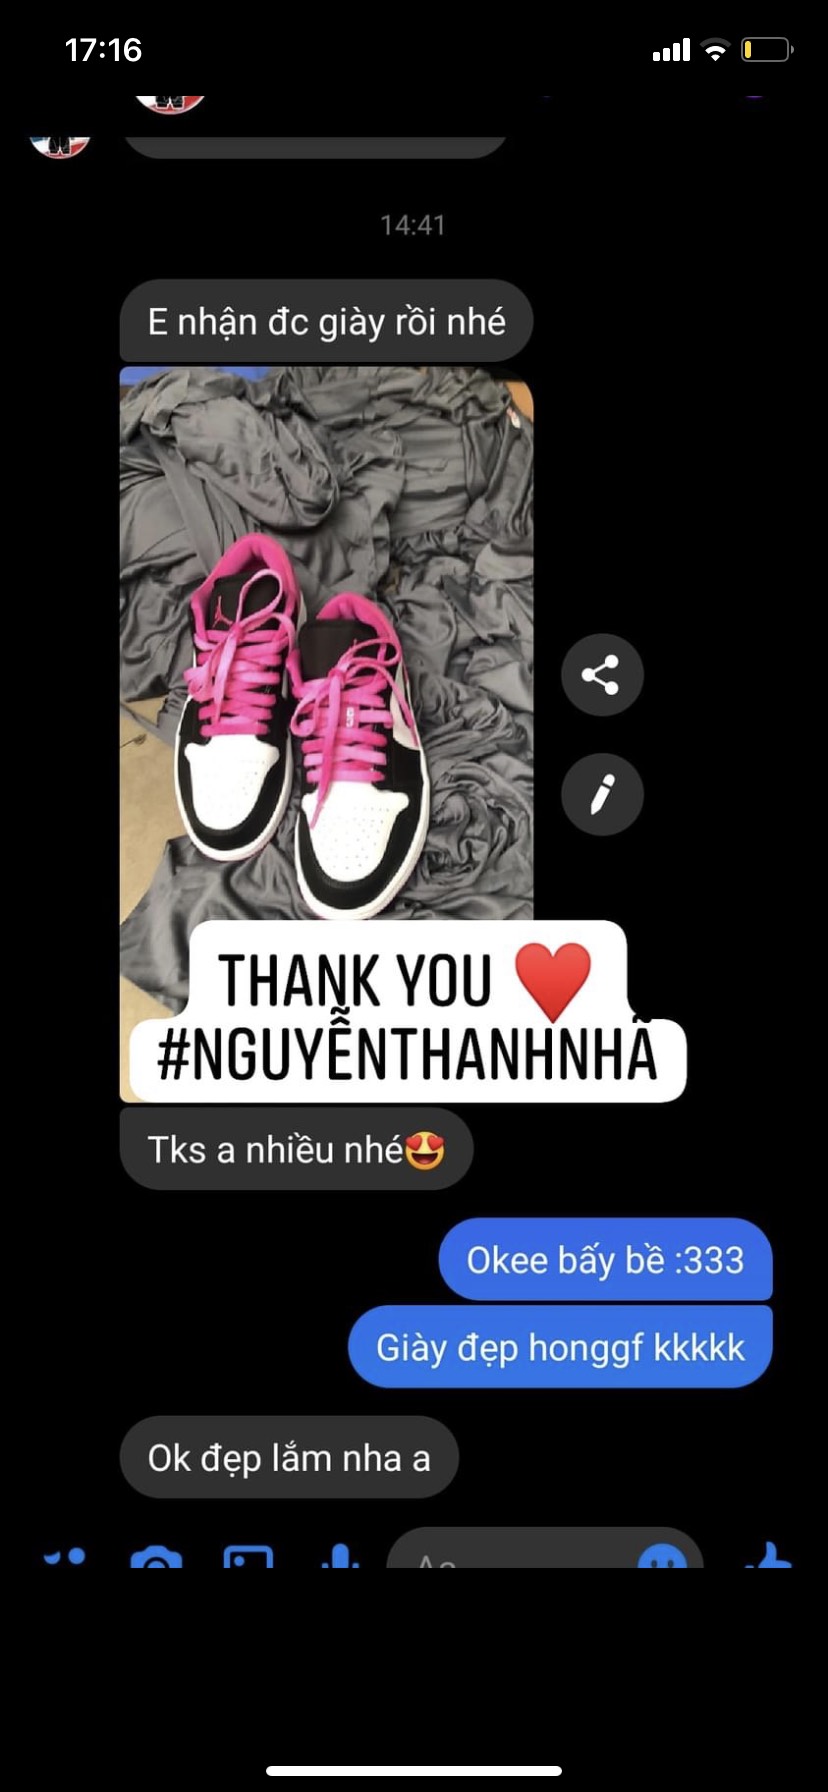 17:16
14:41
E nhận đc giày rồi nhé
THANK YOU ❤️
#NGUYỄNTHANHNHÃ
Tks a nhiều nhé😍
Okee bấy bề :333
Giày đẹp honggf kkkkk
Ok đẹp lắm nha a
Aa